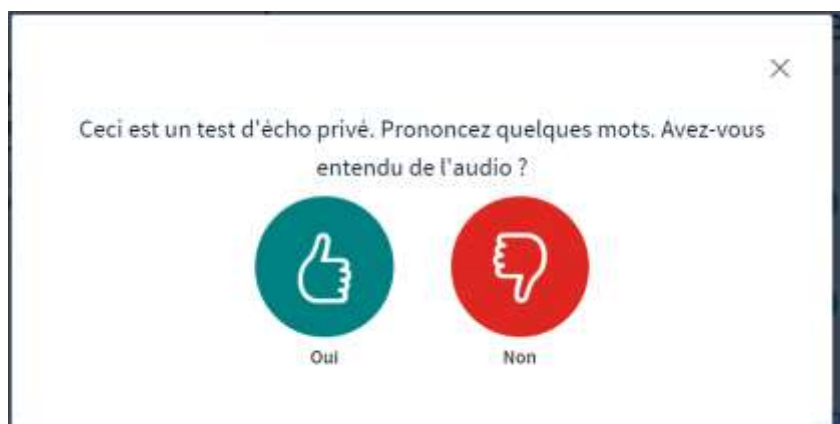 Ceci est un test d'écho privé. Prononcez quelques mots. Avez-vous
entendu de l'audio ?
Oui
Non